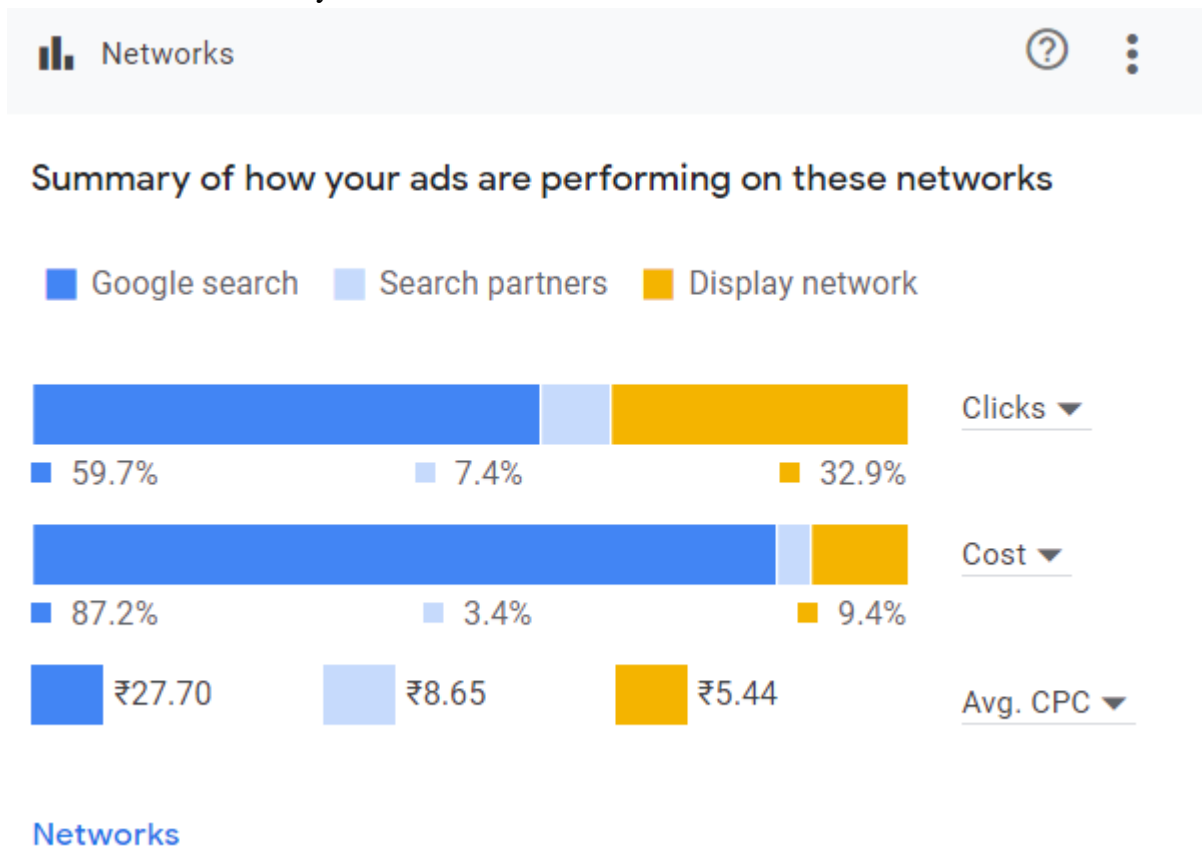 Networks
Summary of how your ads are performing on these networks
Google search Search partners Display network
Clicks
59.7% 7.4% 32.9%
Cost
87.2% 3.4% 9.4%
₹27.70 ₹8.65 ₹5.44 Avg. CPC
Networks